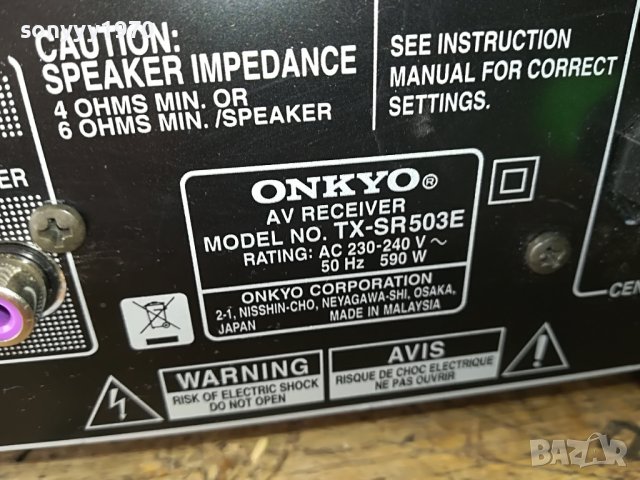 sonyvv1970
CAUTION:
SPEAKER IMPEDANCE
4 OHMS MIN. OR
6 OHMS MIN. /SPEAKER
SEE INSTRUCTION
MANUAL FOR CORRECT
SETTINGS.
ER
ONKYO®
AV RECEIVER
MODEL NO. TX-SR503E
RATING: AC 230-240 V ~
50 Hz 590 W
ONKYO CORPORATION
2-1, NISSHIN-CHO, NEYAGAWA-SHI, OSAKA,
JAPAN MADE IN MALAYSIA
CEN
WARNING
RISK OF ELECTRIC SHOCK
DO NOT OPEN
AVIS
RISQUE DE CHOC ELECTRIQUE
NE PAS OUVRIR
BAZAR